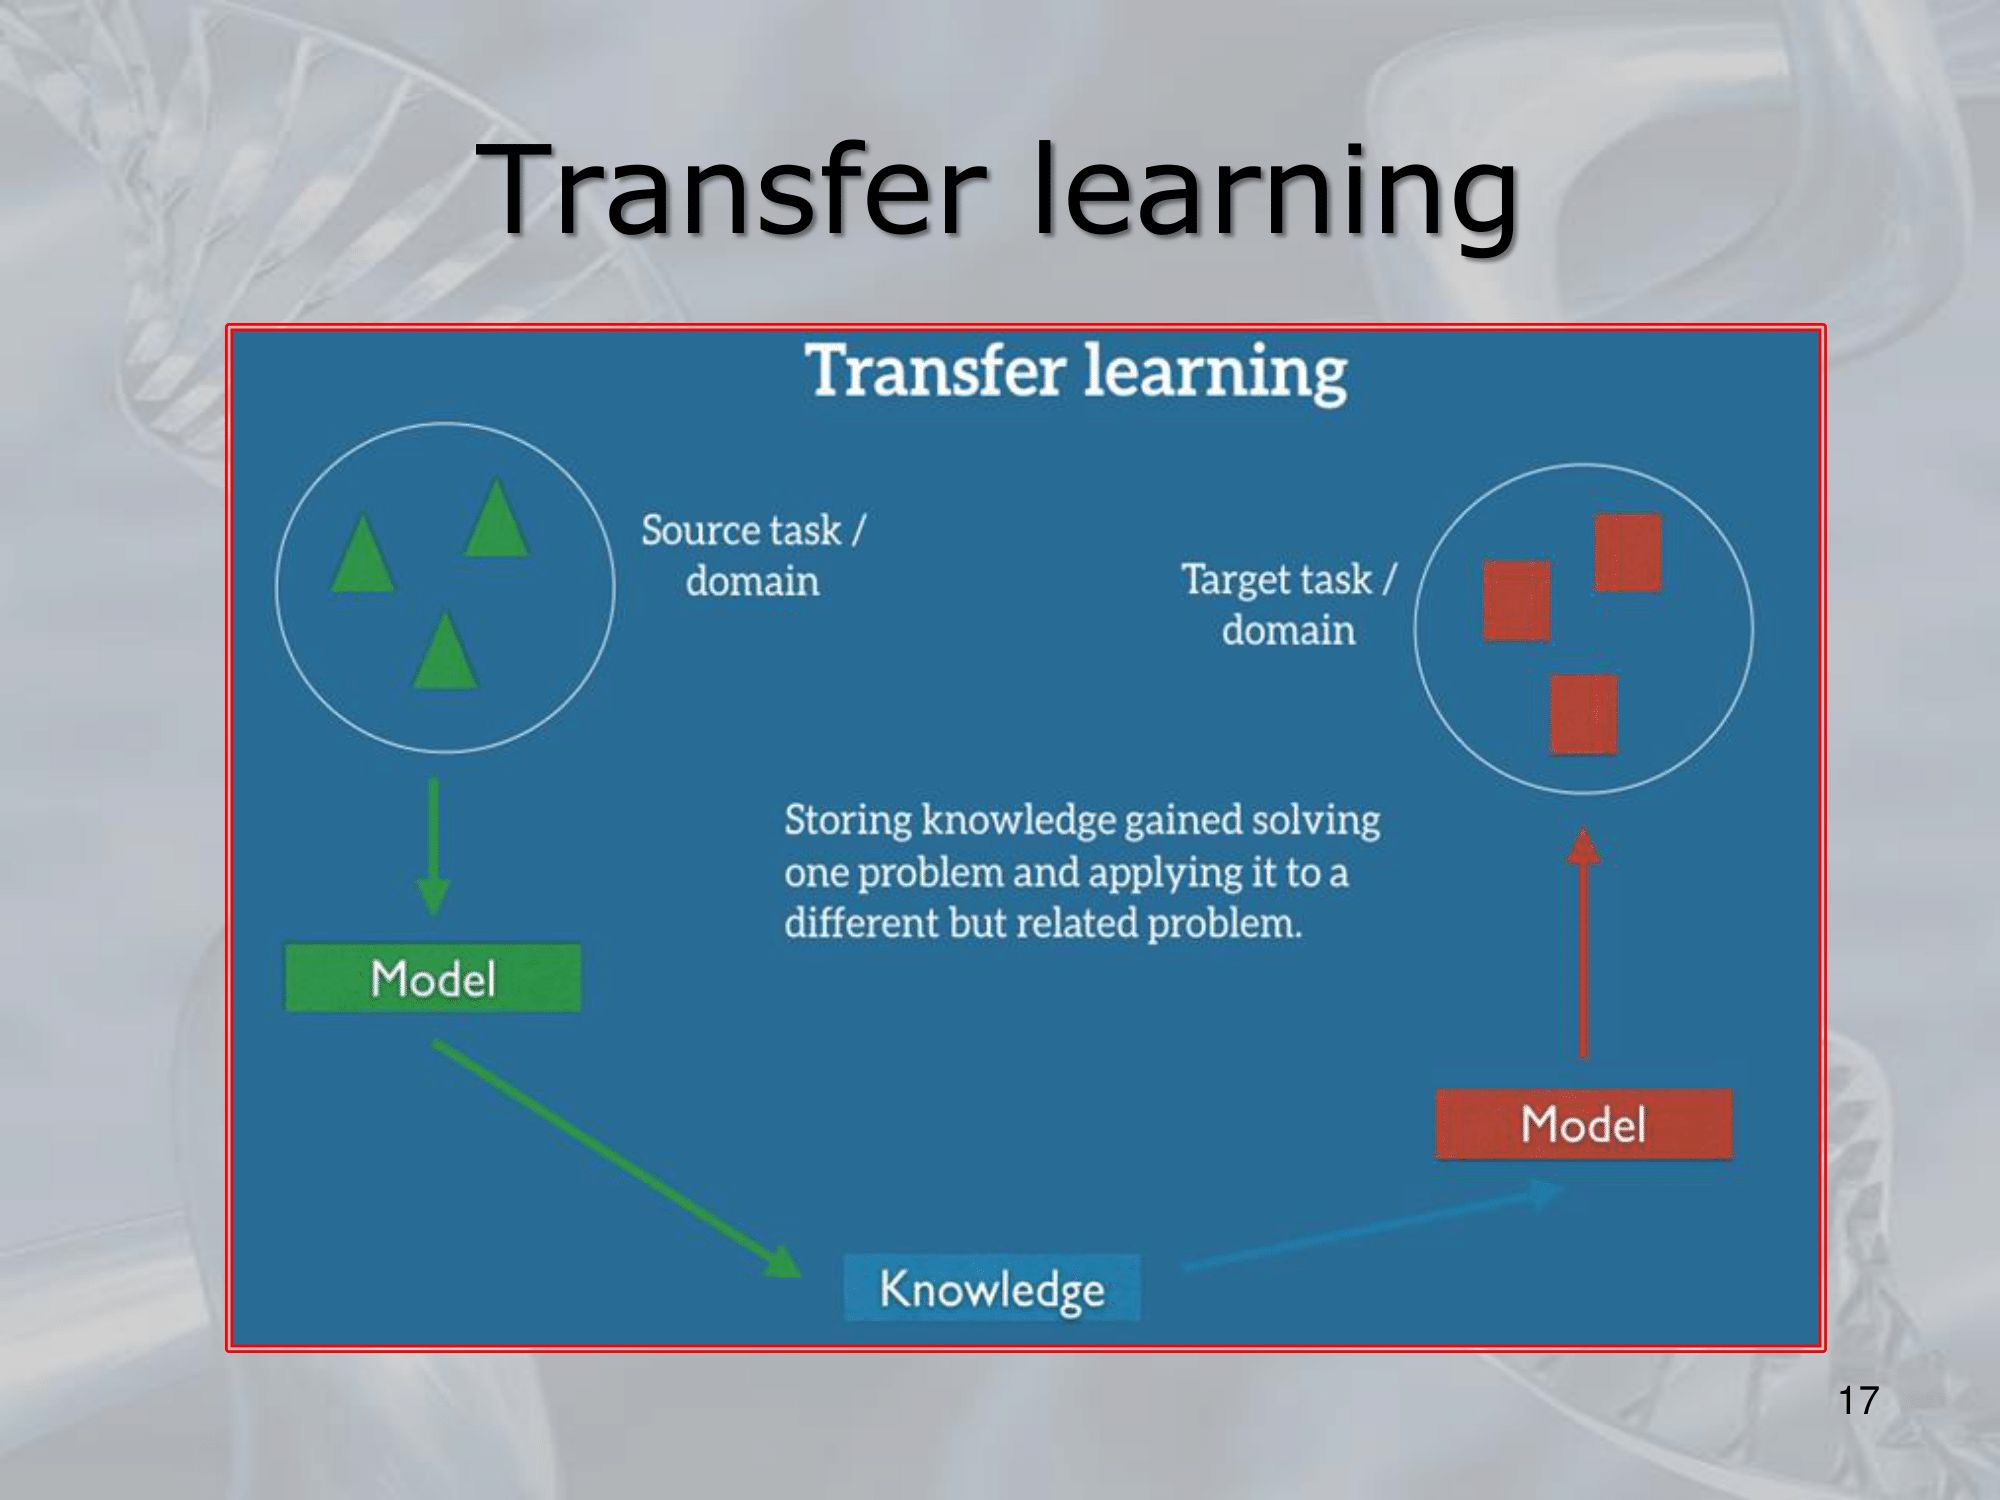 Transfer learning
Transfer learning
Source task /
domain
Target task /
domain
Storing knowledge gained solving
one problem and applying it to a
different but related problem.
Model
Model
Knowledge
17